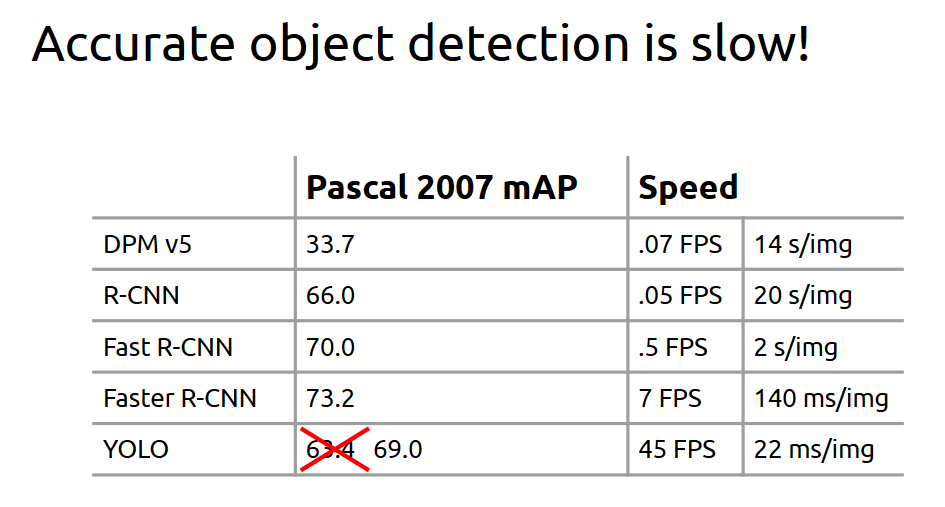 Accurate object detection is slow!
Pascal 2007 mAP Speed
DPM v5 33.7 .07 FPS 14 s/img
R-CNN 66.0 .05 FPS 20 s/img
Fast R-CNN 70.0 .5 FPS 2 s/img
Faster R-CNN 73.2 7 FPS 140 ms/img
YOLO 63.4 69.0 45 FPS 22 ms/img